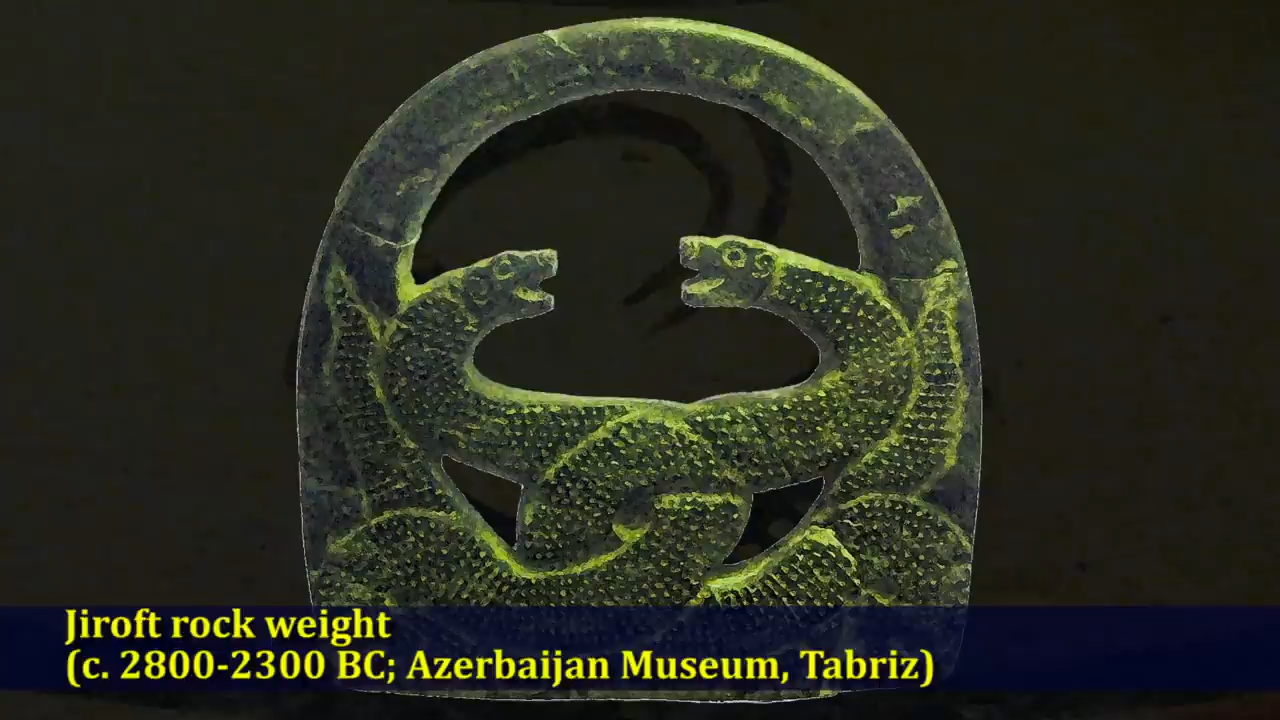 Jiroft rock weight
(c. 2800-2300 BC; Azerbaijan Museum, Tabriz)